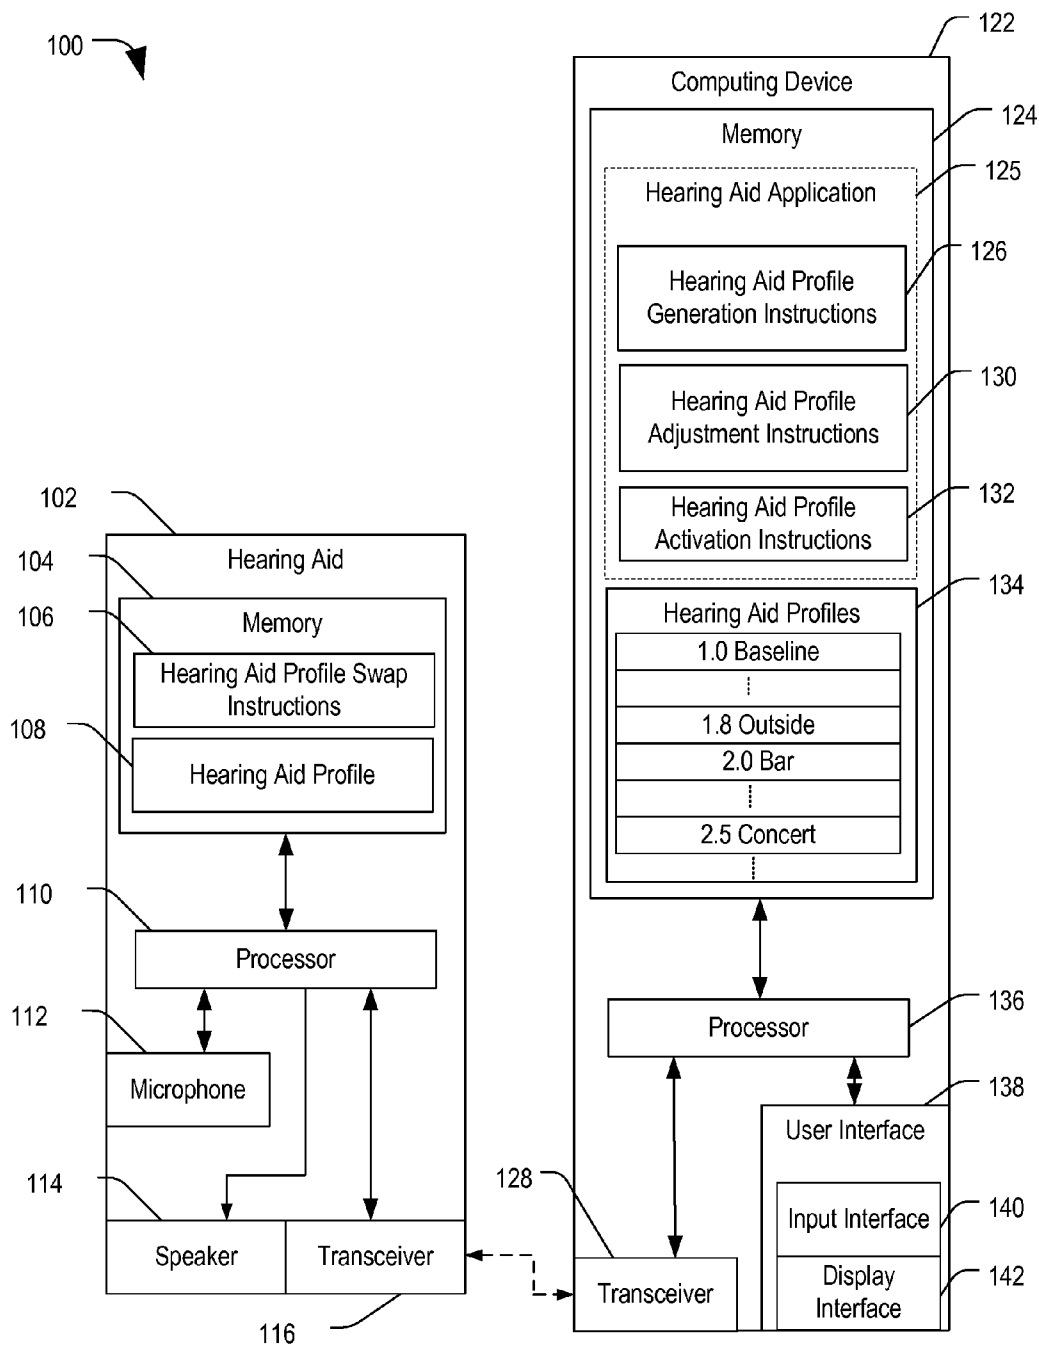 100
122
Computing Device
124
Memory
125
Hearing Aid Application
126
Hearing Aid Profile
Generation Instructions
130
Hearing Aid Profile
Adjustment Instructions
132
Hearing Aid Profile
Activation Instructions
134
Hearing Aid Profiles
1.0 Baseline
1.8 Outside
2.0 Bar
2.5 Concert
136
Processor
138
User Interface
140
Input Interface
142
Display
Interface
128
Transceiver
102
Hearing Aid
104
Memory
106
Hearing Aid Profile Swap
Instructions
108
Hearing Aid Profile
110
Processor
112
Microphone
114
Speaker
Transceiver
116